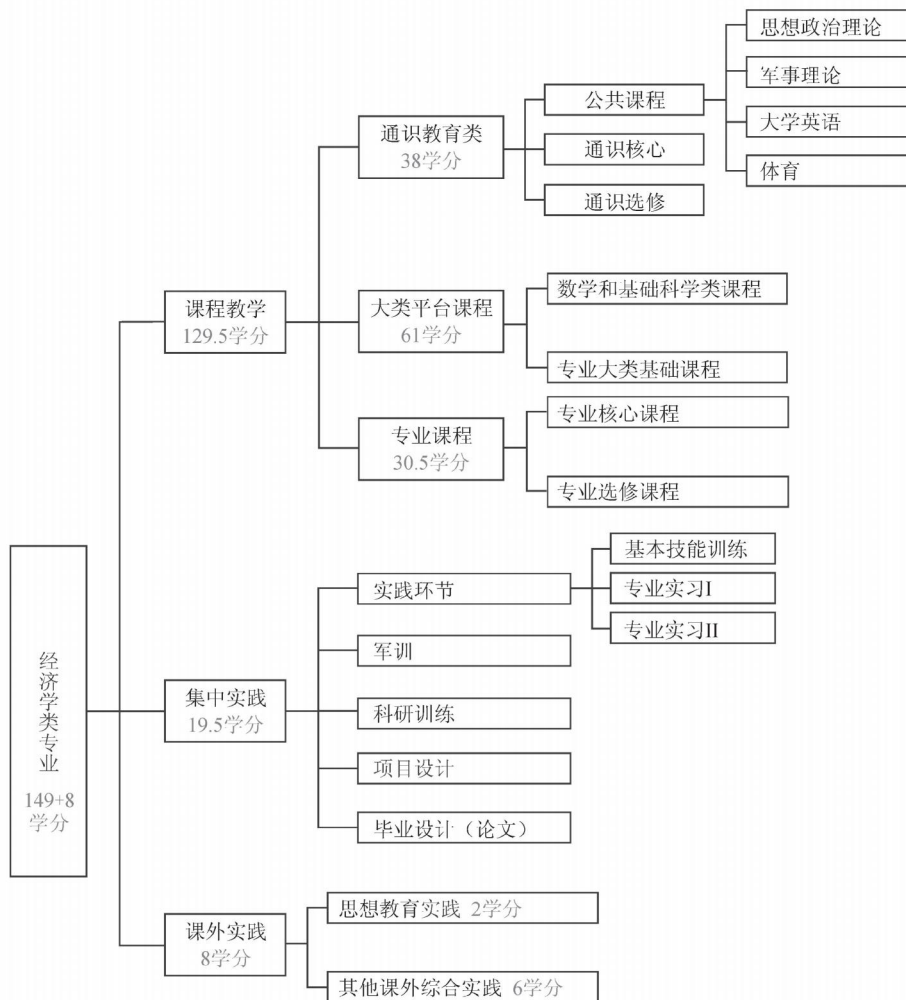 经济学类专业
149+8
学分
课程教学
129.5学分
通识教育类
38学分
公共课程
思想政治理论
军事理论
大学英语
体育
通识核心
通识选修
大类平台课程
61学分
数学和基础科学类课程
专业大类基础课程
专业课程
30.5学分
专业核心课程
专业选修课程
集中实践
19.5学分
实践环节
基本技能训练
专业实习I
专业实习II
军训
科研训练
项目设计
毕业设计（论文）
课外实践
8学分
思想教育实践 2学分
其他课外综合实践 6学分